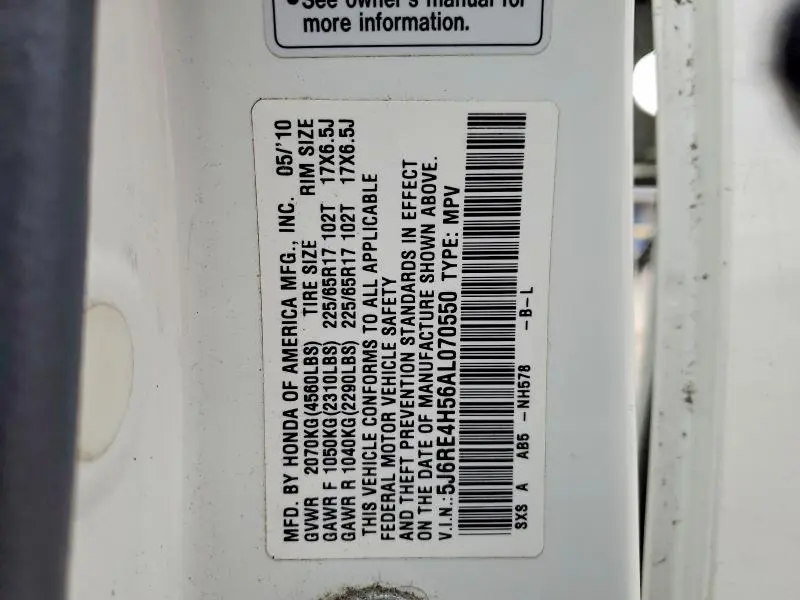 •See owner's manual for
more information.
MFD. BY HONDA OF AMERICA MFG., INC. 05/'10
GVWR 2070KG(4560LBS) TIRE SIZE RIM SIZE
GAWR F 1050KG(2310LBS) 225/65R17 102T 17X6.5J
GAWR R 1040KG(2290LBS) 225/65R17 102T 17X6.5J
THIS VEHICLE CONFORMS TO ALL APPLICABLE
FEDERAL MOTOR VEHICLE SAFETY
AND THEFT PREVENTION STANDARDS IN EFFECT
ON THE DATE OF MANUFACTURE SHOWN ABOVE.
V.I.N.:5J6RE4H56AL070550 TYPE: MPV
SXS A AB5 -NH578 -B-L